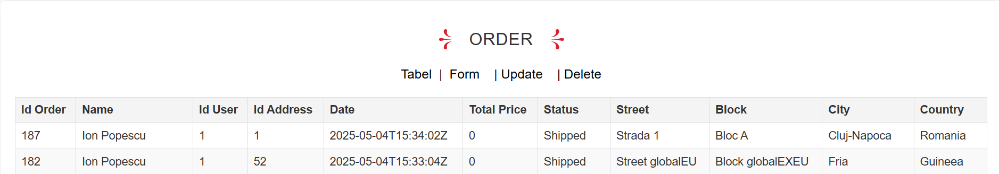 ORDER
Tabel | Form | Update | Delete
Id Order Name Id User Id Address Date Total Price Status Street Block City Country
187 Ion Popescu 1 1 2025-05-04T15:34:02Z 0 Shipped Strada 1 Bloc A Cluj-Napoca Romania
182 Ion Popescu 1 52 2025-05-04T15:33:04Z 0 Shipped Street globalEU Block globalEXEU Fria Guineea